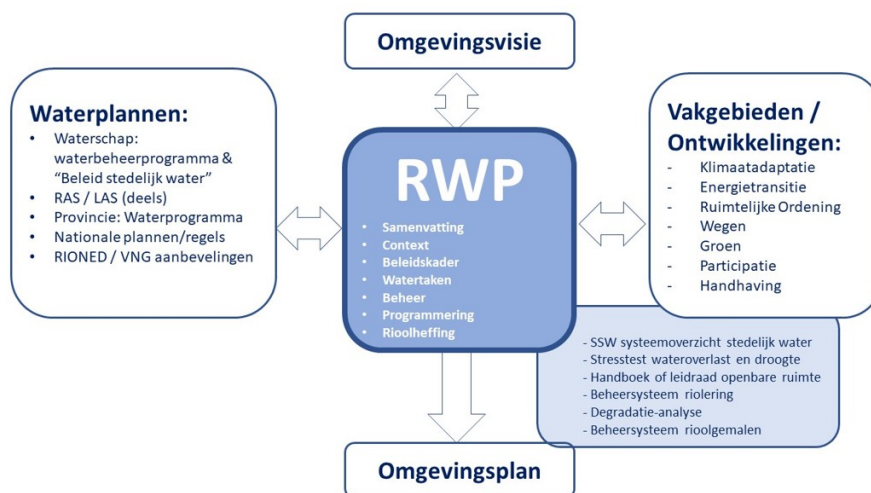 Omgevingsvisie
Waterplannen:
• Waterschap:
waterbeheerprogramma &
“Beleid stedelijk water”
• RAS / LAS (deels)
• Provincie: Waterprogramma
• Nationale plannen/regels
• RIONED / VNG aanbevelingen
RWP
• Samenvatting
• Context
• Beleidskader
• Watertaken
• Beheer
• Programmering
• Rioolheffing
Vakgebieden /
Ontwikkelingen:
- Klimaatadaptatie
- Energietransitie
- Ruimtelijke Ordening
- Wegen
- Groen
- Participatie
- Handhaving
- SSW systeemoverzicht stedelijk water
- Stresstest wateroverlast en droogte
- Handboek of leidraad openbare ruimte
- Beheersysteem riolering
- Degradatie-analyse
- Beheersysteem rioolgemalen
Omgevingsplan